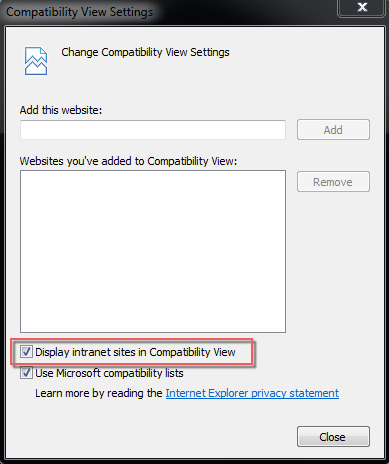 Compatibility View Settings
Change Compatibility View Settings
Add this website:
Add
Websites you've added to Compatibility View:
Remove
Display intranet sites in Compatibility View
Use Microsoft compatibility lists
Learn more by reading the Internet Explorer privacy statement
Close